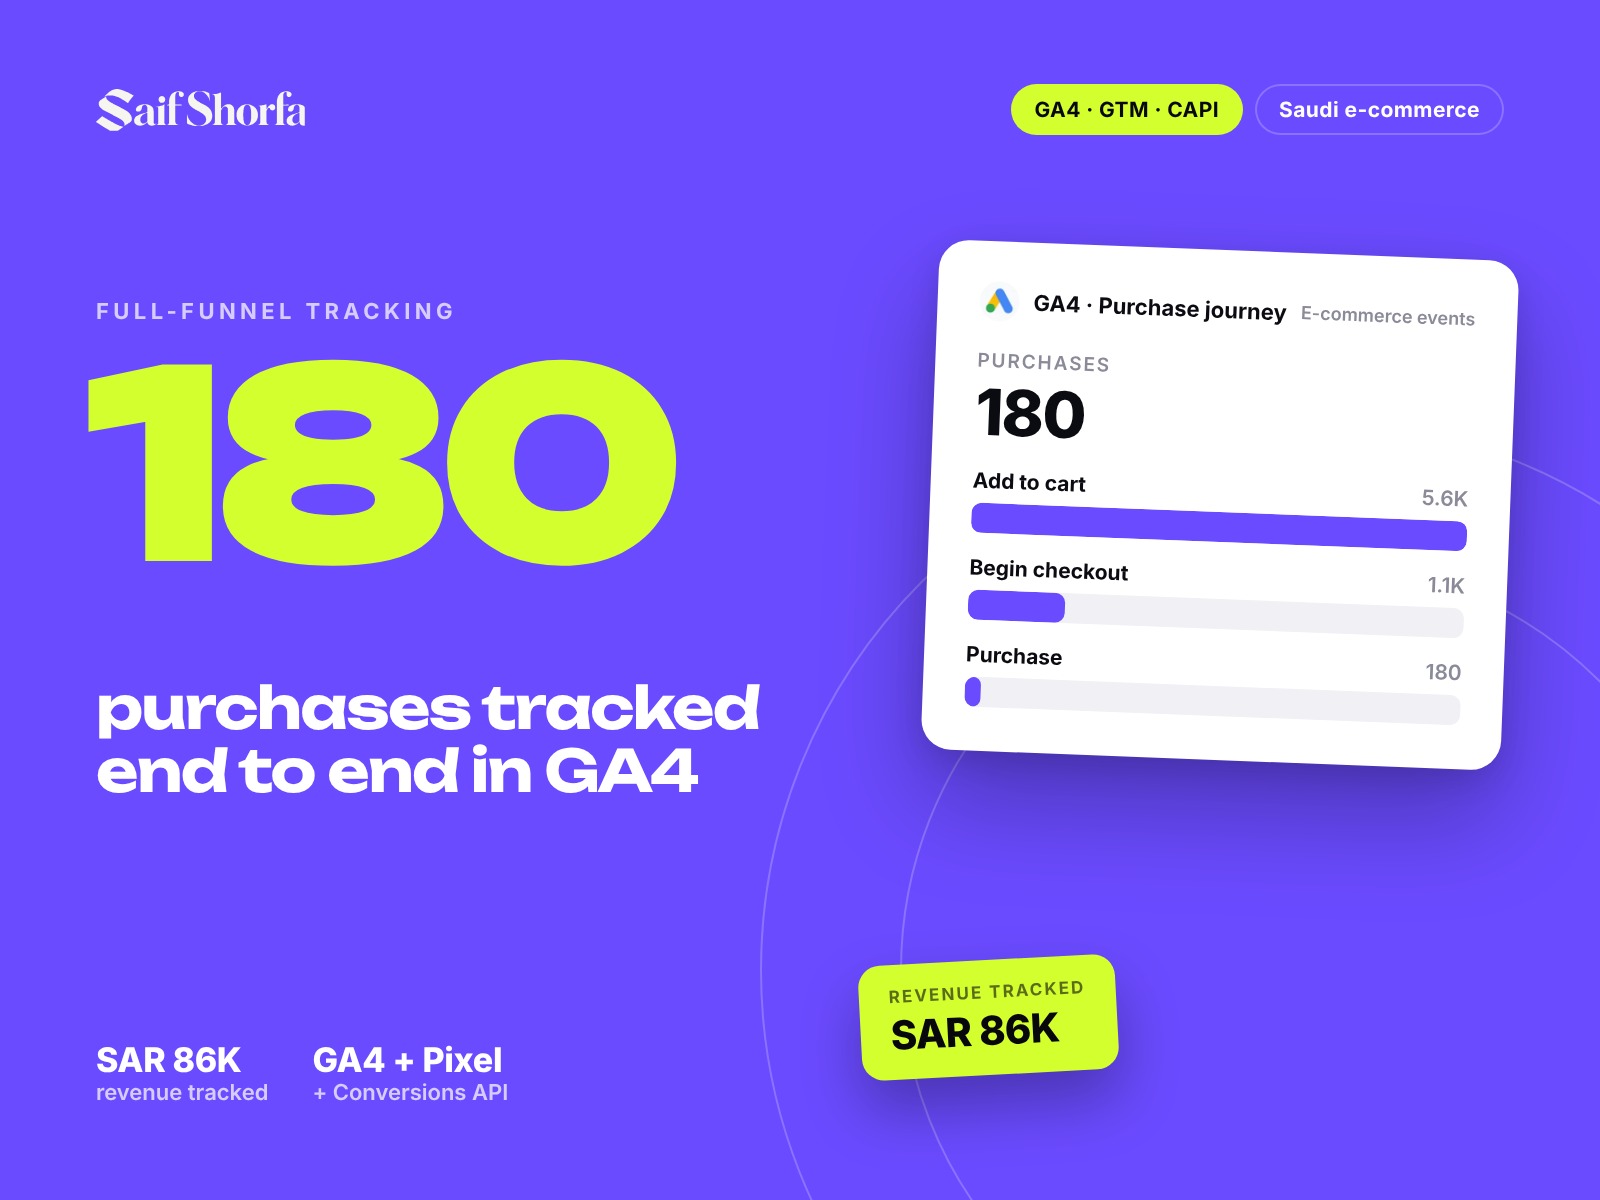 Saif Shorfa
GA4 · GTM · CAPI
Saudi e-commerce
FULL-FUNNEL TRACKING
180
purchases tracked
end to end in GA4
SAR 86K
revenue tracked
GA4 + Pixel
+ Conversions API
GA4 · Purchase journey
E-commerce events
PURCHASES
180
Add to cart
5.6K
Begin checkout
1.1K
Purchase
180
REVENUE TRACKED
SAR 86K